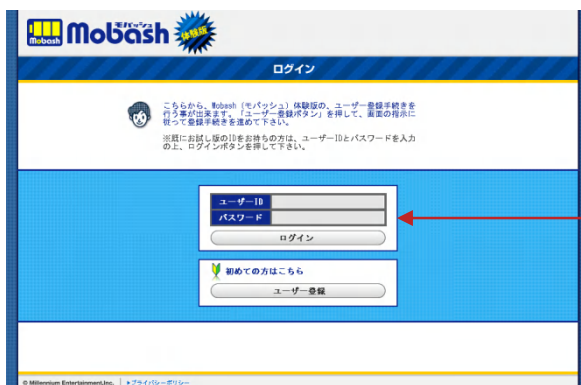 モバッシュ
Mobash Mobash 体験版
ログイン
こちらから、Mobash（モバッシュ）体験版の、ユーザー登録手続きを
行う事が出来ます。「ユーザー登録ボタン」を押して、画面の指示に
従って登録手続きを進めて下さい。
※既にお試し版のIDをお持ちの方は、ユーザーIDとパスワードを入力
の上、ログインボタンを押して下さい。
ユーザーID
パスワード
ログイン
初めての方はこちら
ユーザー登録
© Millennium Entertainment.Inc. ▶プライバシーポリシー